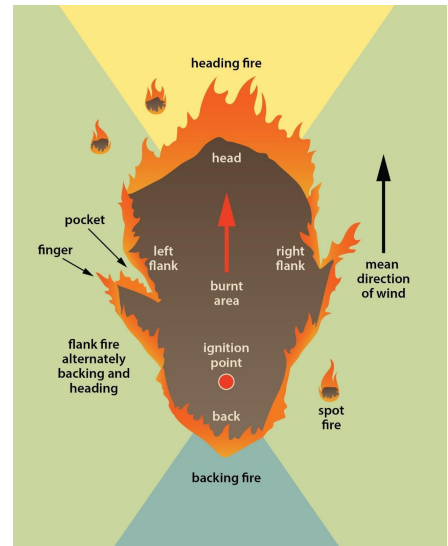 heading fire
head
pocket
finger
left
flank
right
flank
mean
direction
of wind
burnt
area
flank fire
alternately
backing and
heading
ignition
point
back
spot
fire
backing fire